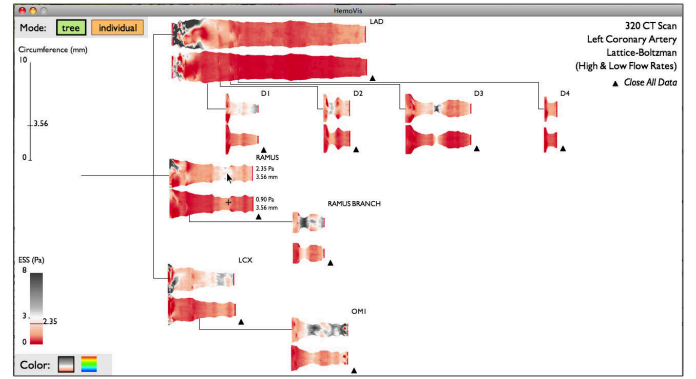 HemoVis
Mode: tree individual
320 CT Scan
Left Coronary Artery
Lattice-Boltzman
(High & Low Flow Rates)
▲ Close All Data
Circumference (mm)
10
3.56
0
LAD
D1
D2
D3
D4
RAMUS
2.35 Pa
3.56 mm
0.90 Pa
3.56 mm
RAMUS BRANCH
LCX
OM1
ESS (Pa)
8
3
2.35
0
Color: